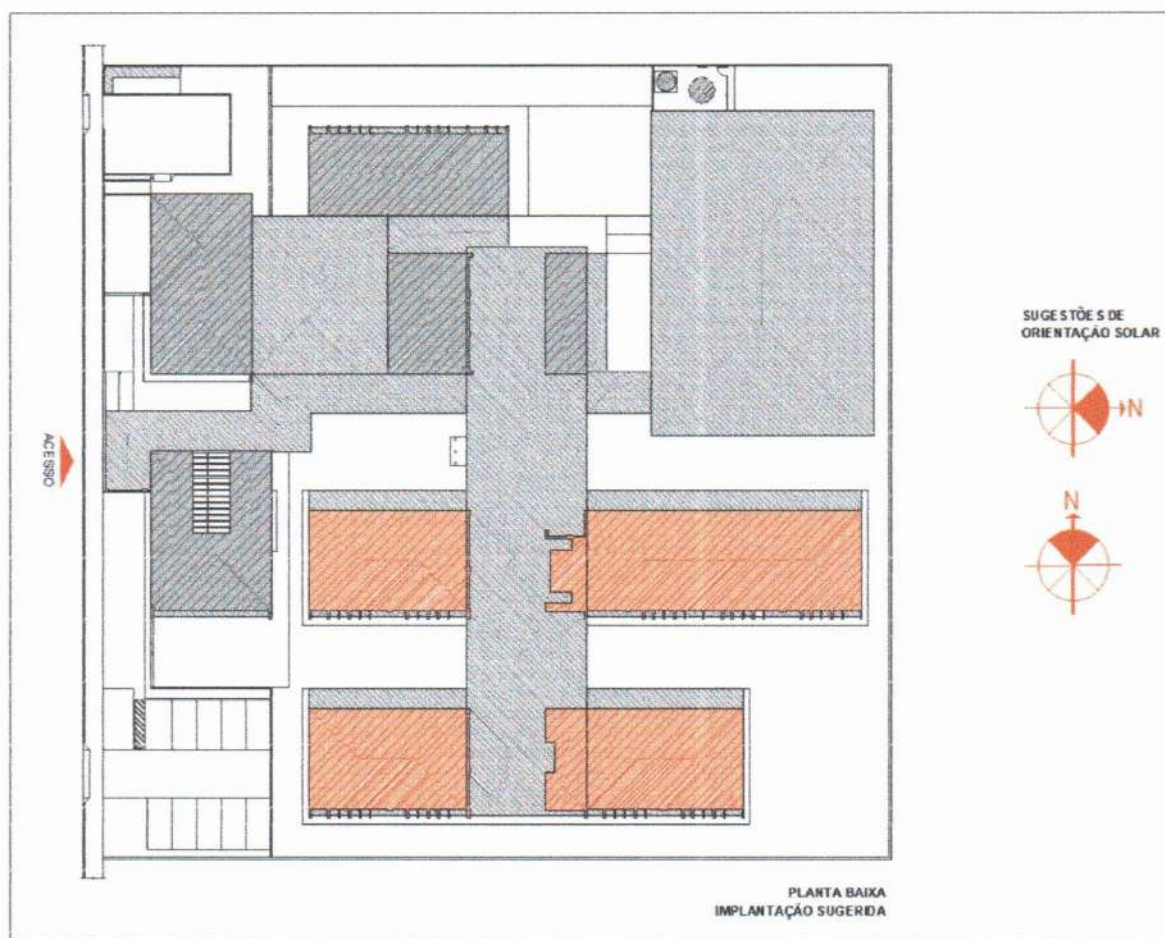 SUGESTÕES DE
ORIENTAÇÃO SOLAR
N
N
ACESSO
PLANTA BAIXA
IMPLANTAÇÃO SUGERIDA